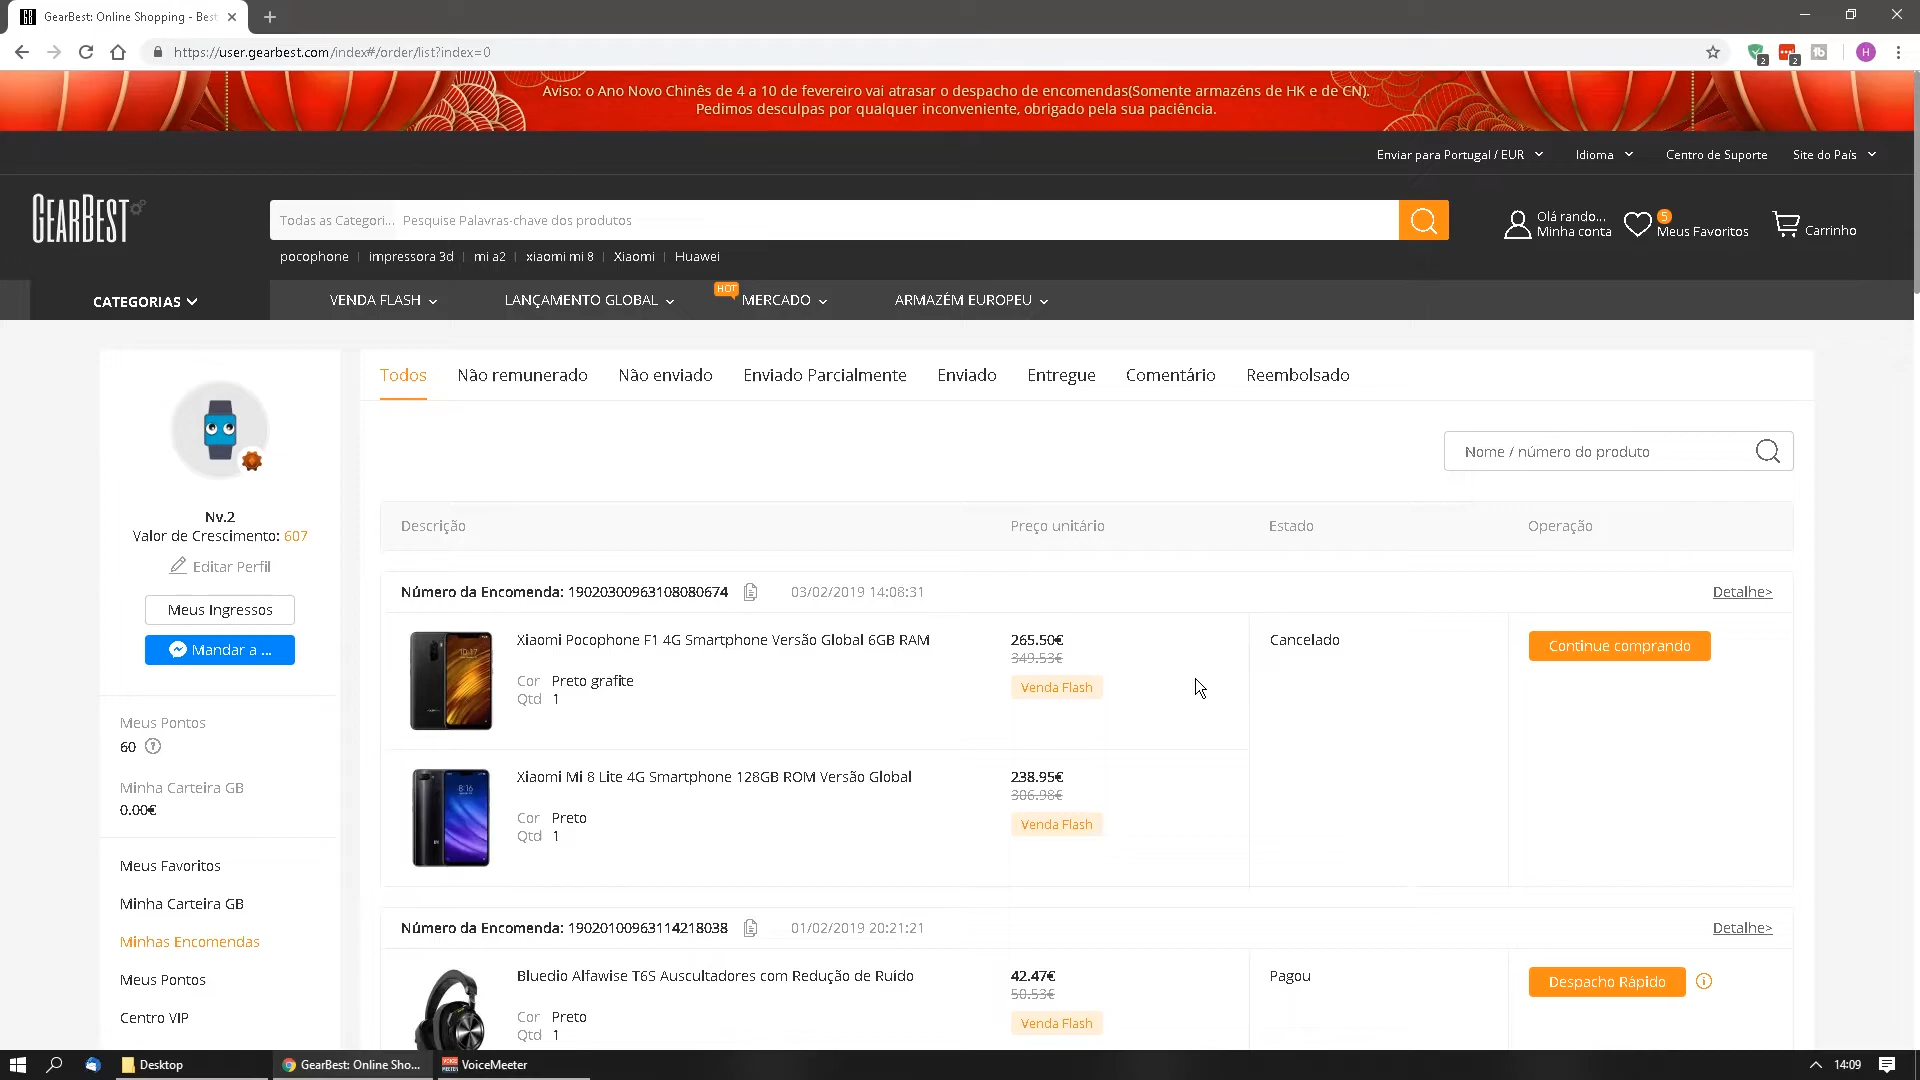 GearBest: Online Shopping - Best
https://user.gearbest.com/index#/order/list?index=0
2
2
H
Aviso: o Ano Novo Chinês de 4 a 10 de fevereiro vai atrasar o despacho de encomendas(Somente armazéns de HK e de CN).
Pedimos desculpas por qualquer inconveniente, obrigado pela sua paciência.
Enviar para Portugal / EUR
Idioma
Centro de Suporte
Site do País
GEARBEST
Todas as Categori...
Pesquise Palavras-chave dos produtos
Olá rando...
Minha conta
5
Meus Favoritos
Carrinho
pocophone | impressora 3d | mi a2 | xiaomi mi 8 | Xiaomi | Huawei
CATEGORIAS
VENDA FLASH
LANÇAMENTO GLOBAL
HOT
MERCADO
ARMAZÉM EUROPEU
Todos
Não remunerado
Não enviado
Enviado Parcialmente
Enviado
Entregue
Comentário
Reembolsado
Nome / número do produto
Nv.2
Valor de Crescimento: 607
Editar Perfil
Meus Ingressos
Mandar a ...
Meus Pontos
60
Minha Carteira GB
0.00€
Meus Favoritos
Minha Carteira GB
Minhas Encomendas
Meus Pontos
Centro VIP
Descrição
Preço unitário
Estado
Operação
Número da Encomenda: 19020300963108080674
03/02/2019 14:08:31
Detalhe>
Xiaomi Pocophone F1 4G Smartphone Versão Global 6GB RAM
Cor Preto grafite
Qtd 1
265.50€
349.53€
Venda Flash
Cancelado
Continue comprando
Xiaomi Mi 8 Lite 4G Smartphone 128GB ROM Versão Global
Cor Preto
Qtd 1
238.95€
306.98€
Venda Flash
Número da Encomenda: 19020100963114218038
01/02/2019 20:21:21
Detalhe>
Bluedio Alfawise T6S Auscultadores com Redução de Ruído
Cor Preto
Qtd 1
42.47€
50.53€
Venda Flash
Pagou
Despacho Rápido
Desktop
GearBest: Online Sho...
VoiceMeeter
14:09